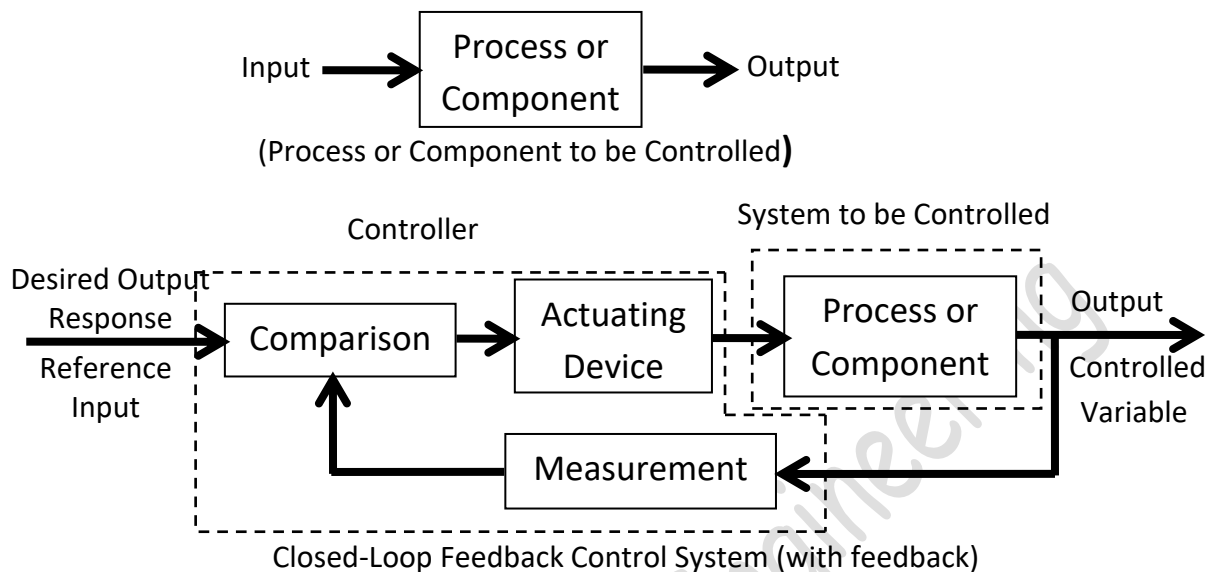 Input
Process or
Component
Output
(Process or Component to be Controlled)
System to be Controlled
Controller
Desired Output
Response
Reference
Input
Comparison
Actuating
Device
Process or
Component
Output
Controlled
Variable
Measurement
Closed-Loop Feedback Control System (with feedback)